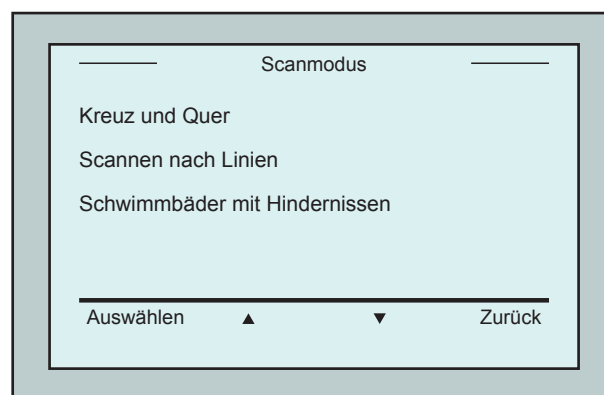 Scanmodus
Kreuz und Quer
Scannen nach Linien
Schwimmbäder mit Hindernissen
Auswählen ▲ ▼ Zurück